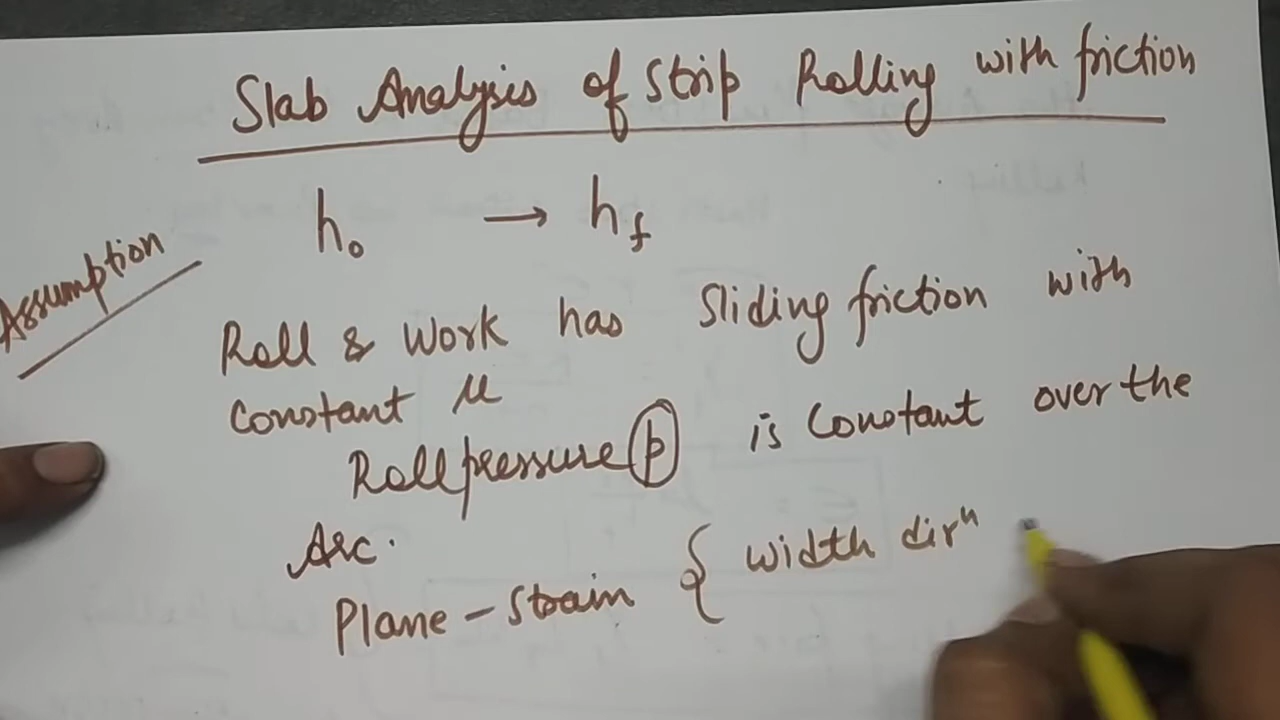 Slab Analysis of Strip Rolling with friction
h₀ → h_f
Assumption
Roll & Work has Sliding friction with
Constant μ
Roll pressure (p) is Constant over the
Arc.
Plane - Strain { width dirⁿ